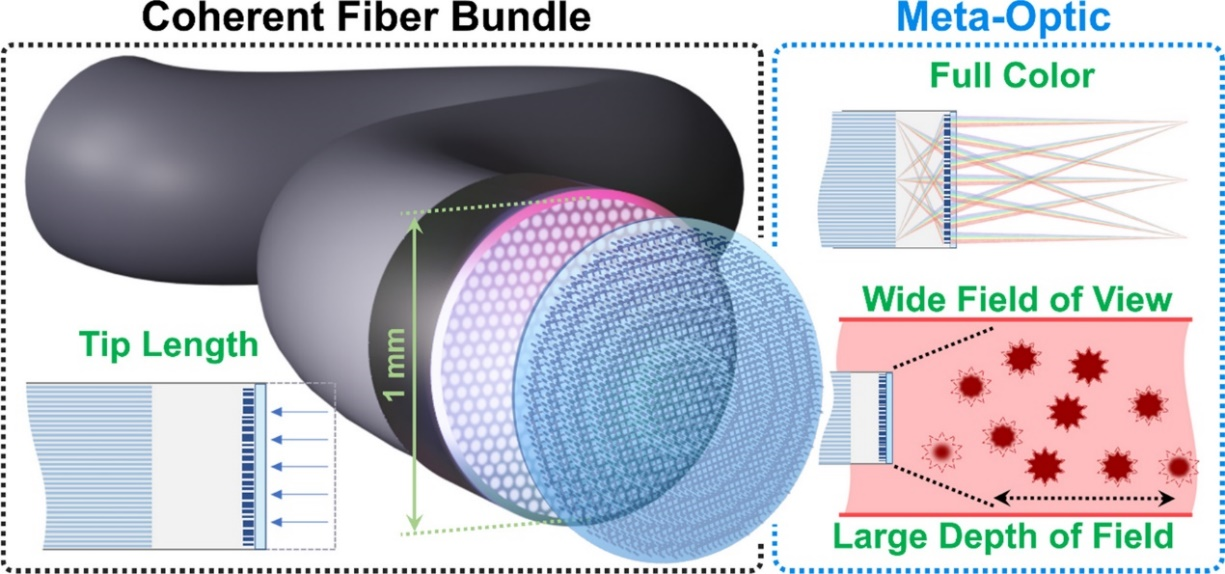 Coherent Fiber Bundle
Meta-Optic
Full Color
Tip Length
1 mm
Wide Field of View
Large Depth of Field